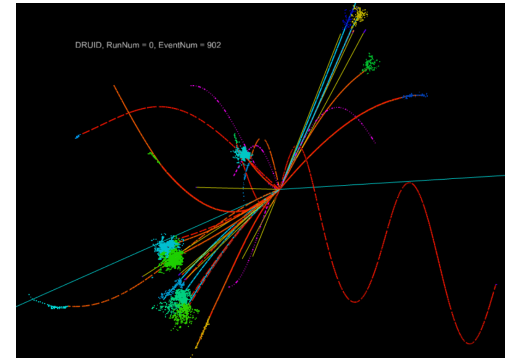 DRUID, RunNum = 0, EventNum = 902